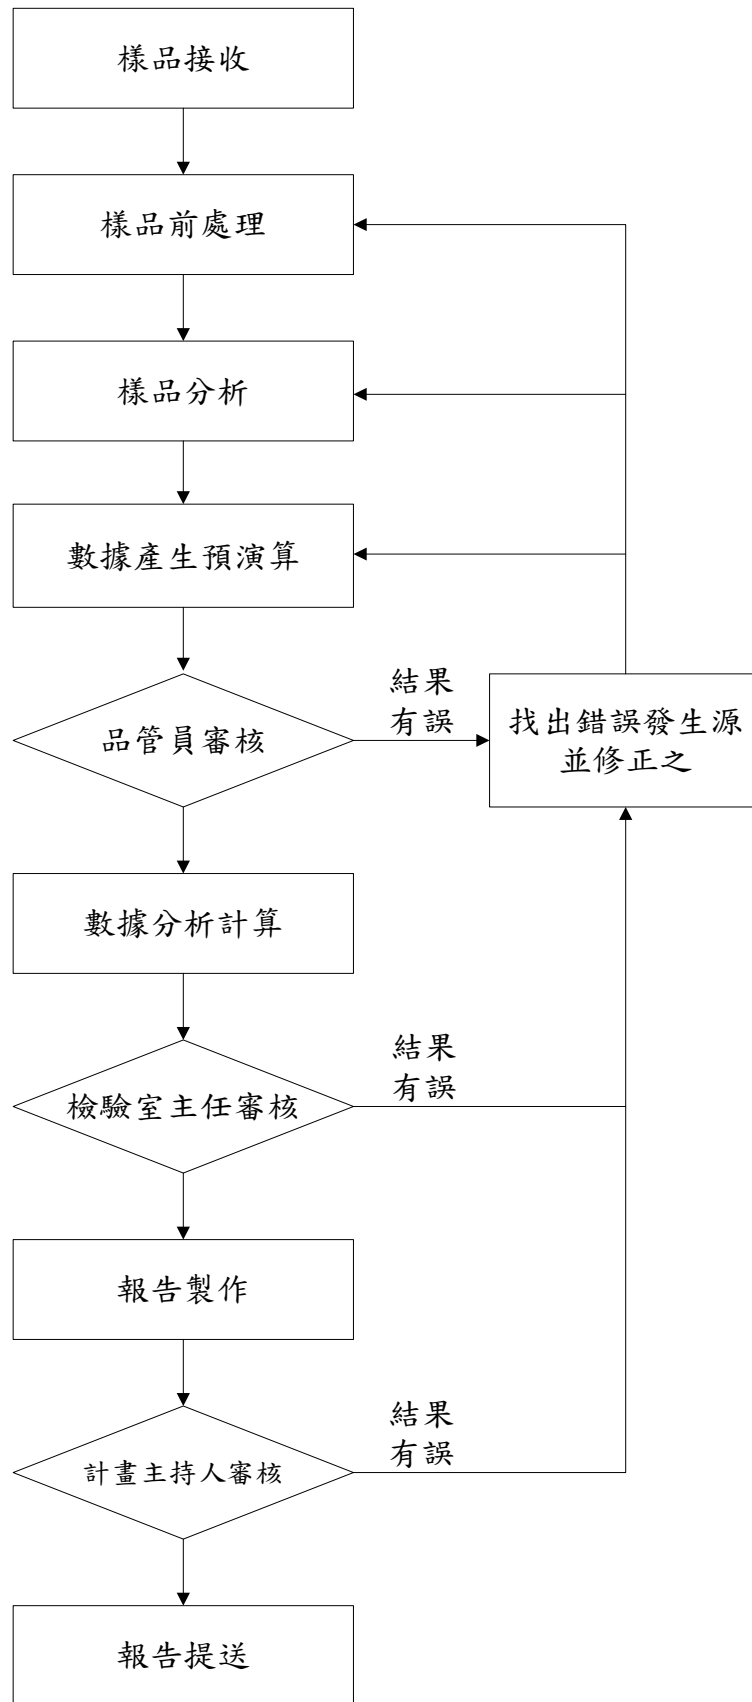 樣品接收
樣品前處理
樣品分析
數據產生預演算
品管員審核
結果
有誤
找出錯誤發生源
並修正之
數據分析計算
檢驗室主任審核
結果
有誤
報告製作
計畫主持人審核
結果
有誤
報告提送